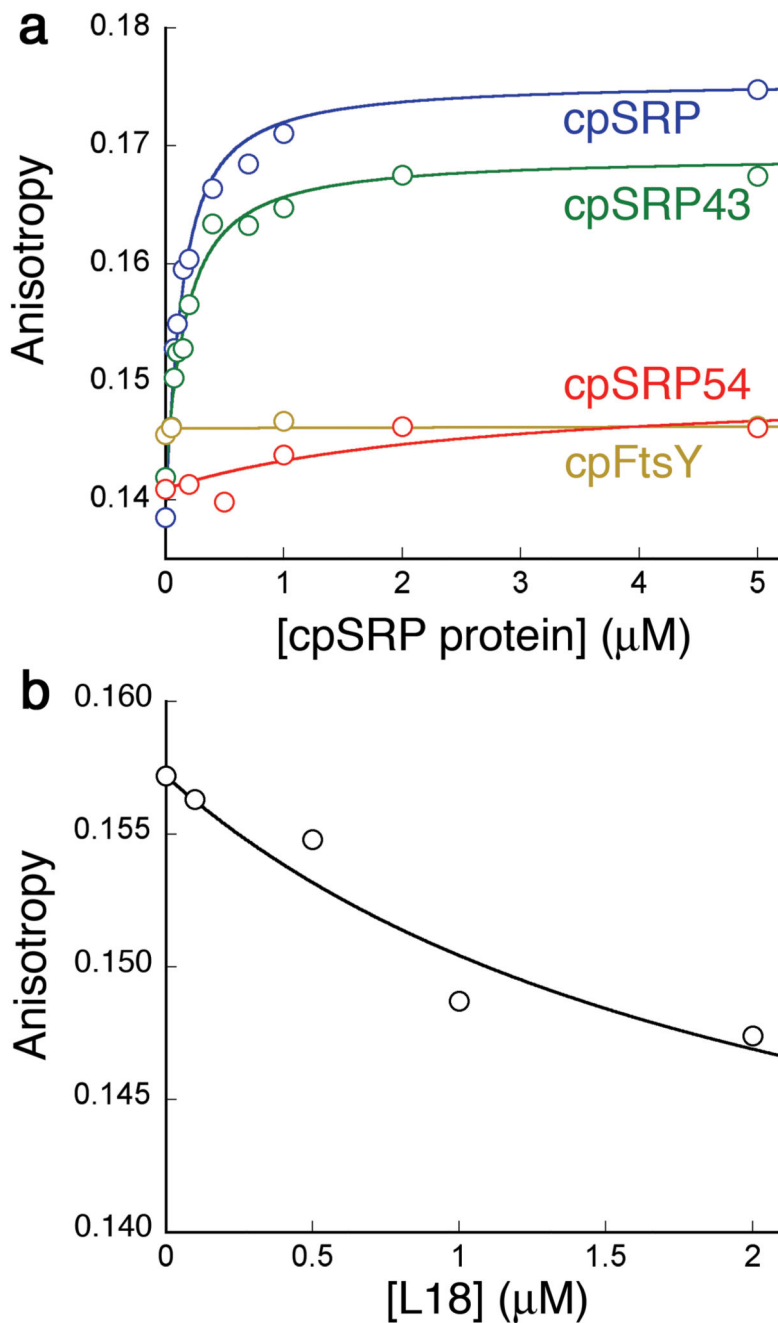 a
0.18
0.17
0.16
0.15
0.14
Anisotropy
cpSRP
cpSRP43
cpSRP54
cpFtsY
0 1 2 3 4 5
[cpSRP protein] (μM)
b
0.160
0.155
0.150
0.145
0.140
Anisotropy
0 0.5 1 1.5 2
[L18] (μM)